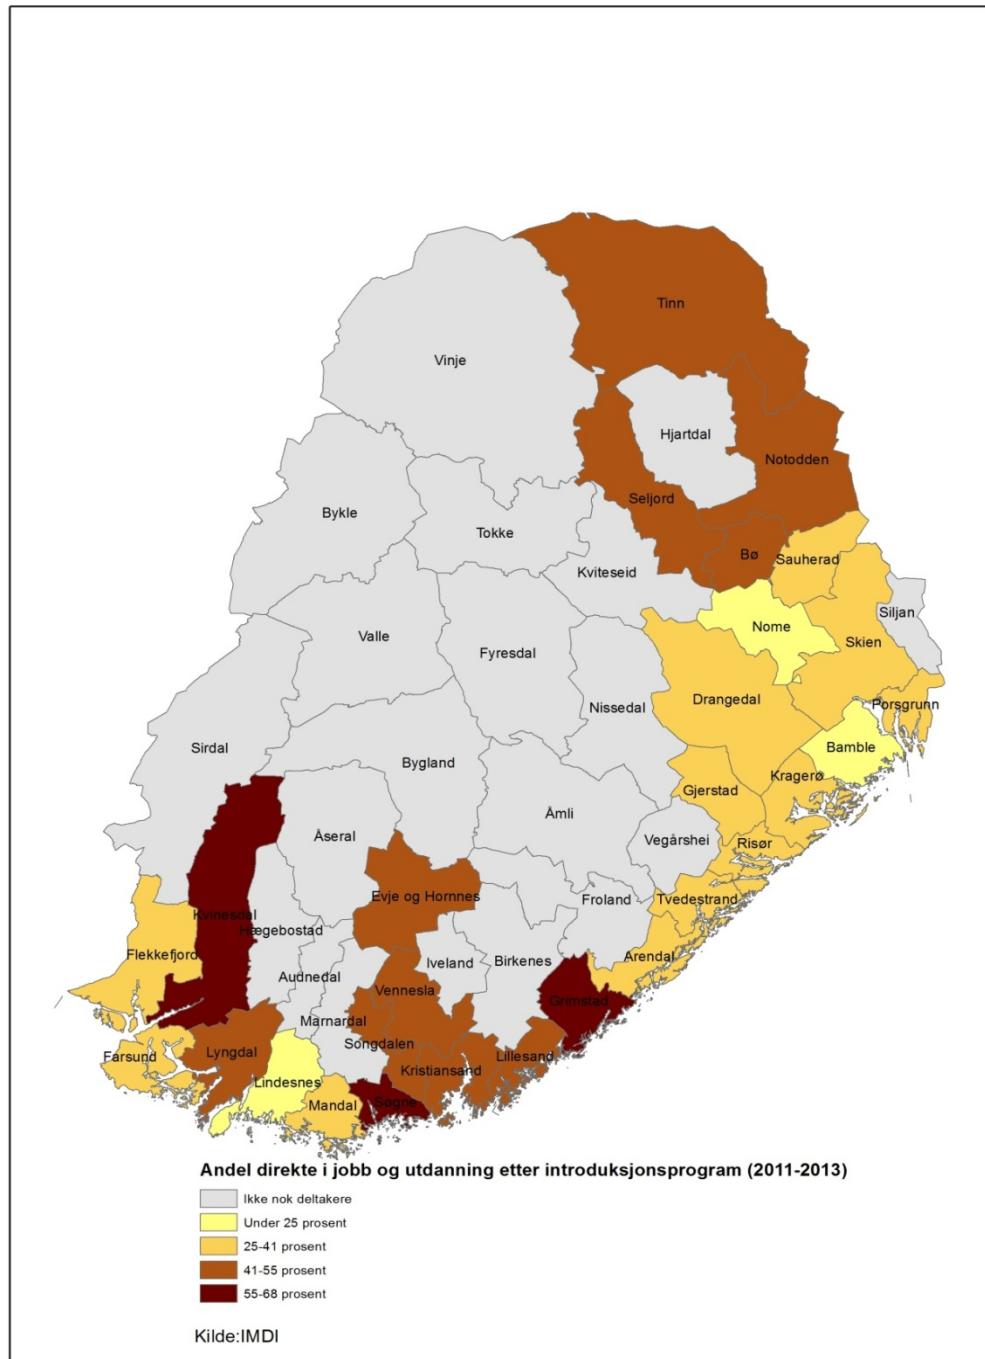 Tinn
Vinje
Hjartdal
Notodden
Seljord
Bykle
Tokke
Bø
Sauherad
Kviteseid
Siljan
Nome
Valle
Skien
Fyresdal
Drangedal
Porsgrunn
Nissedal
Sirdal
Bamble
Bygland
Kragerø
Gjerstad
Åmli
Åseral
Vegårshei
Risør
Evje og Hornnes
Froland
Tvedestrand
Kvinesdal
Hægebostad
Flekkefjord
Arendal
Birkenes
Iveland
Audnedal
Vennesla
Grimstad
Marnardal
Songdalen
Farsund
Lyngdal
Lillesand
Kristiansand
Lindesnes
Søgne
Mandal
Andel direkte i jobb og utdanning etter introduksjonsprogram (2011-2013)
Ikke nok deltakere
Under 25 prosent
25-41 prosent
41-55 prosent
55-68 prosent
Kilde:IMDI